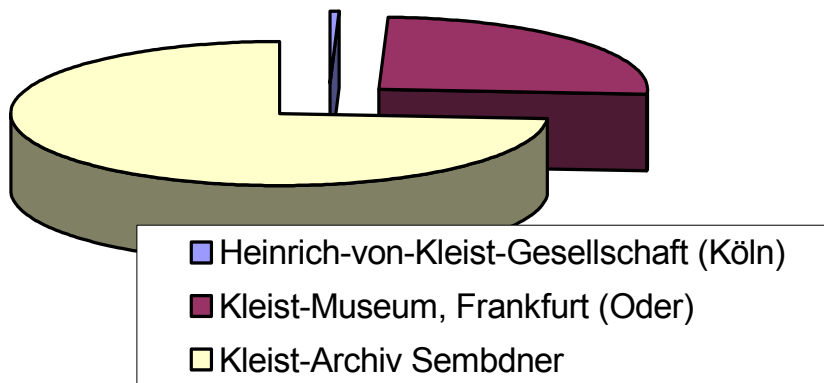 Heinrich-von-Kleist-Gesellschaft (Köln)
Kleist-Museum, Frankfurt (Oder)
Kleist-Archiv Sembdner